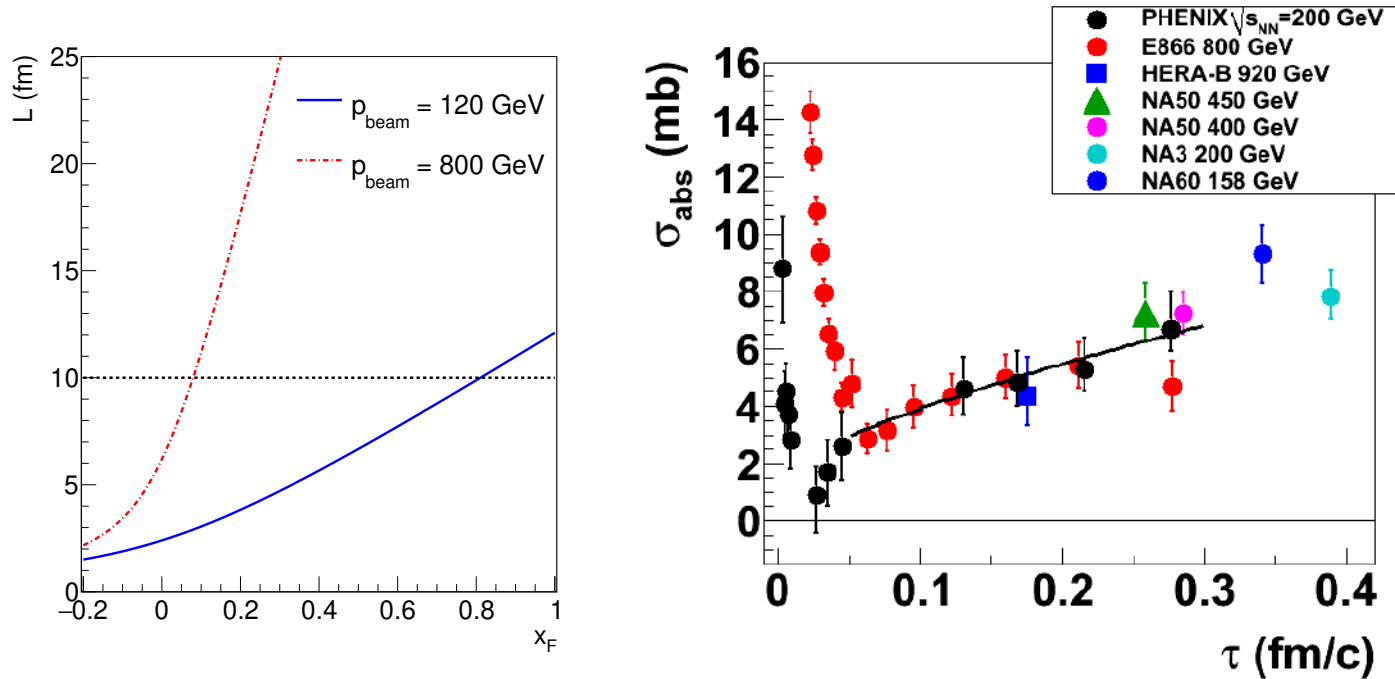 L (fm)
25
20
15
10
5
0
p_beam = 120 GeV
p_beam = 800 GeV
−0.2 0 0.2 0.4 0.6 0.8 1
x_F
PHENIX √s_NN=200 GeV
E866 800 GeV
HERA-B 920 GeV
NA50 450 GeV
NA50 400 GeV
NA3 200 GeV
NA60 158 GeV
σ_abs (mb)
16
14
12
10
8
6
4
2
0
0 0.1 0.2 0.3 0.4
τ (fm/c)